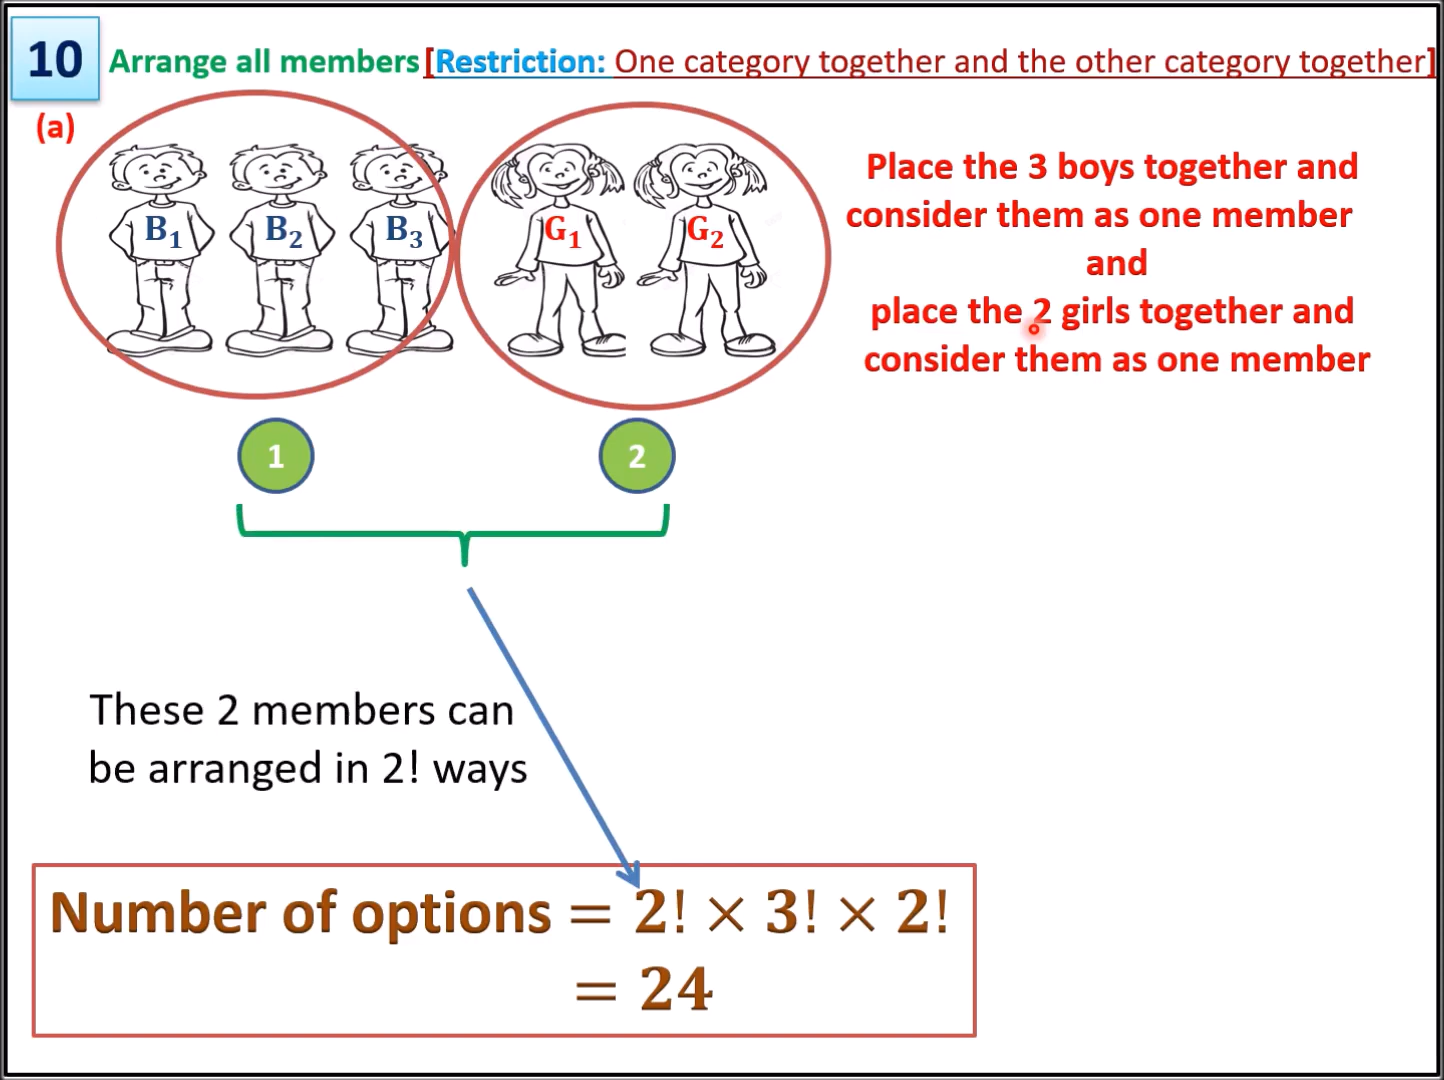 10
Arrange all members [Restriction: One category together and the other category together]
(a)
B₁ B₂ B₃ G₁ G₂
Place the 3 boys together and
consider them as one member
and
place the 2 girls together and
consider them as one member
1 2
These 2 members can
be arranged in 2! ways
Number of options = 2! × 3! × 2!
= 24